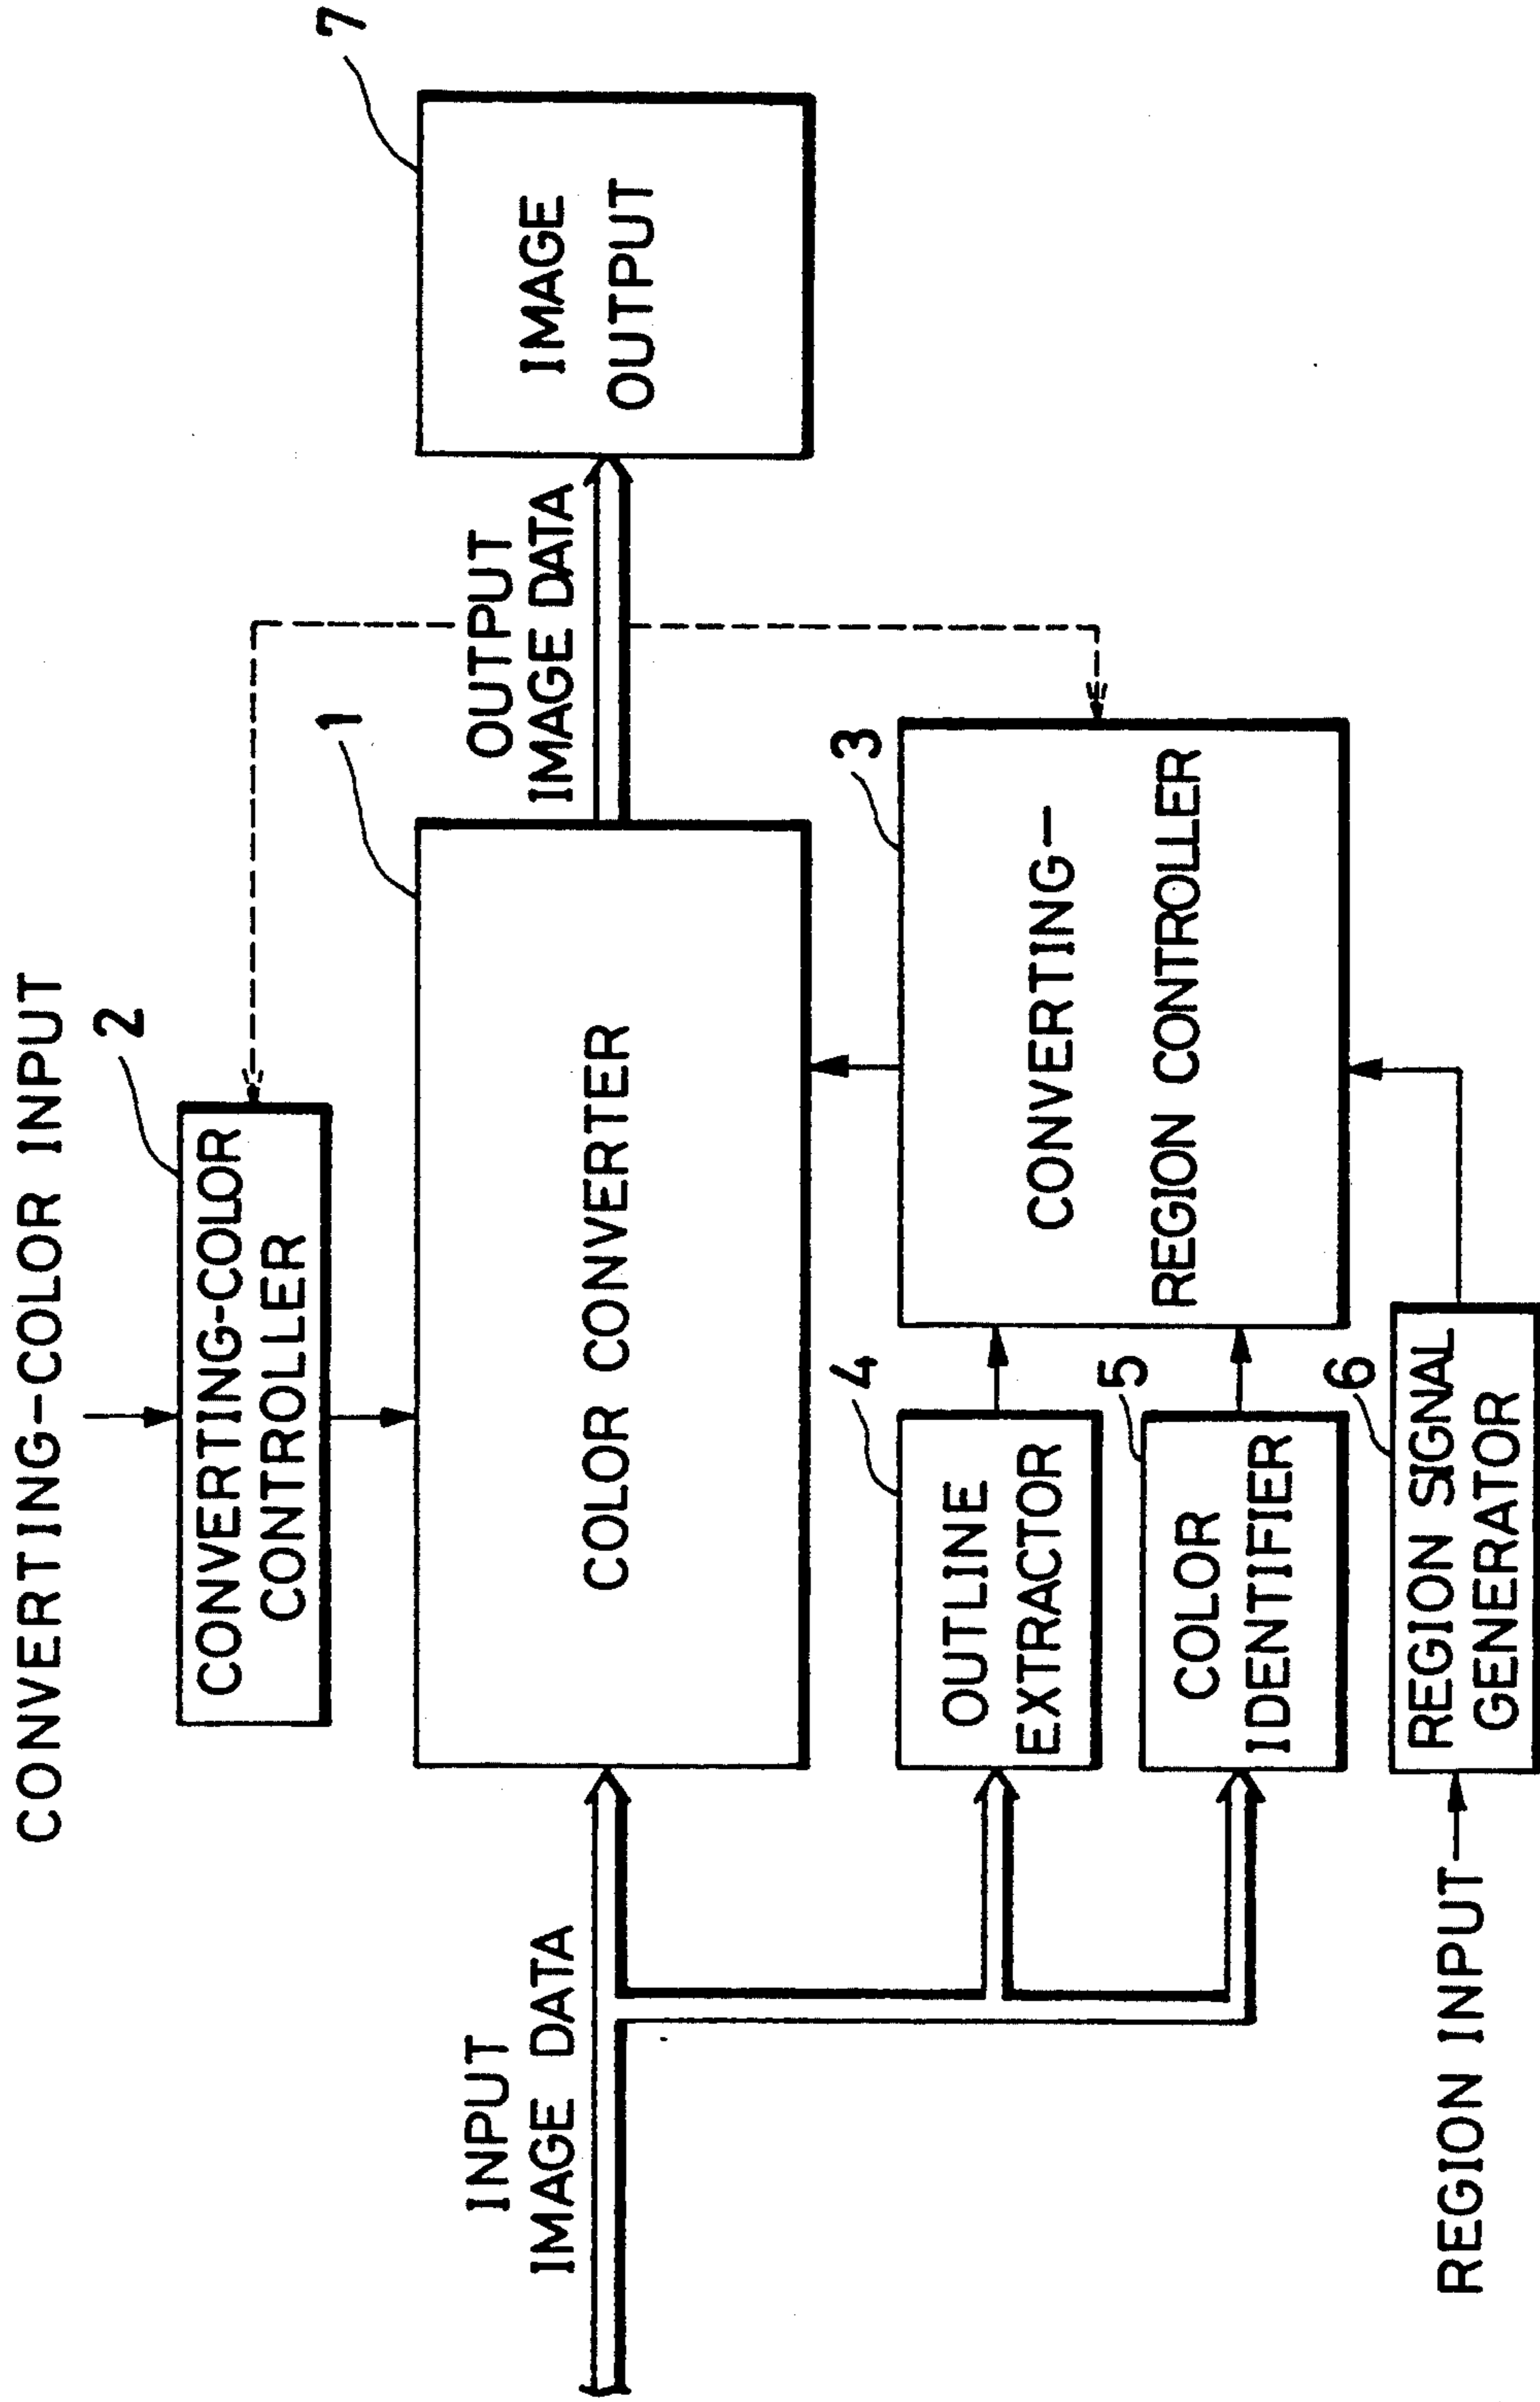 CONVERTING-COLOR INPUT
2
CONVERTING-COLOR
CONTROLLER
INPUT
IMAGE DATA
1
COLOR CONVERTER
OUTPUT
IMAGE DATA
7
IMAGE
OUTPUT
4
OUTLINE
EXTRACTOR
5
COLOR
IDENTIFIER
3
CONVERTING-
REGION CONTROLLER
6
REGION SIGNAL
GENERATOR
REGION INPUT